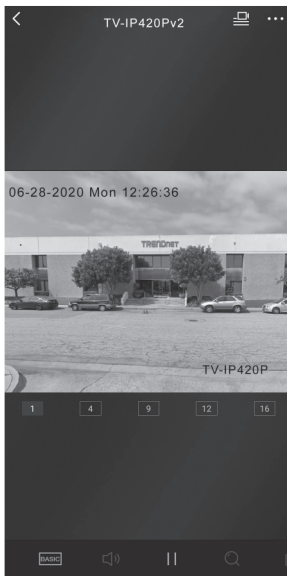 TV-IP420Pv2
06-28-2020 Mon 12:26:36
TRENDNET
TV-IP420P
1 4 9 12 16
BASIC